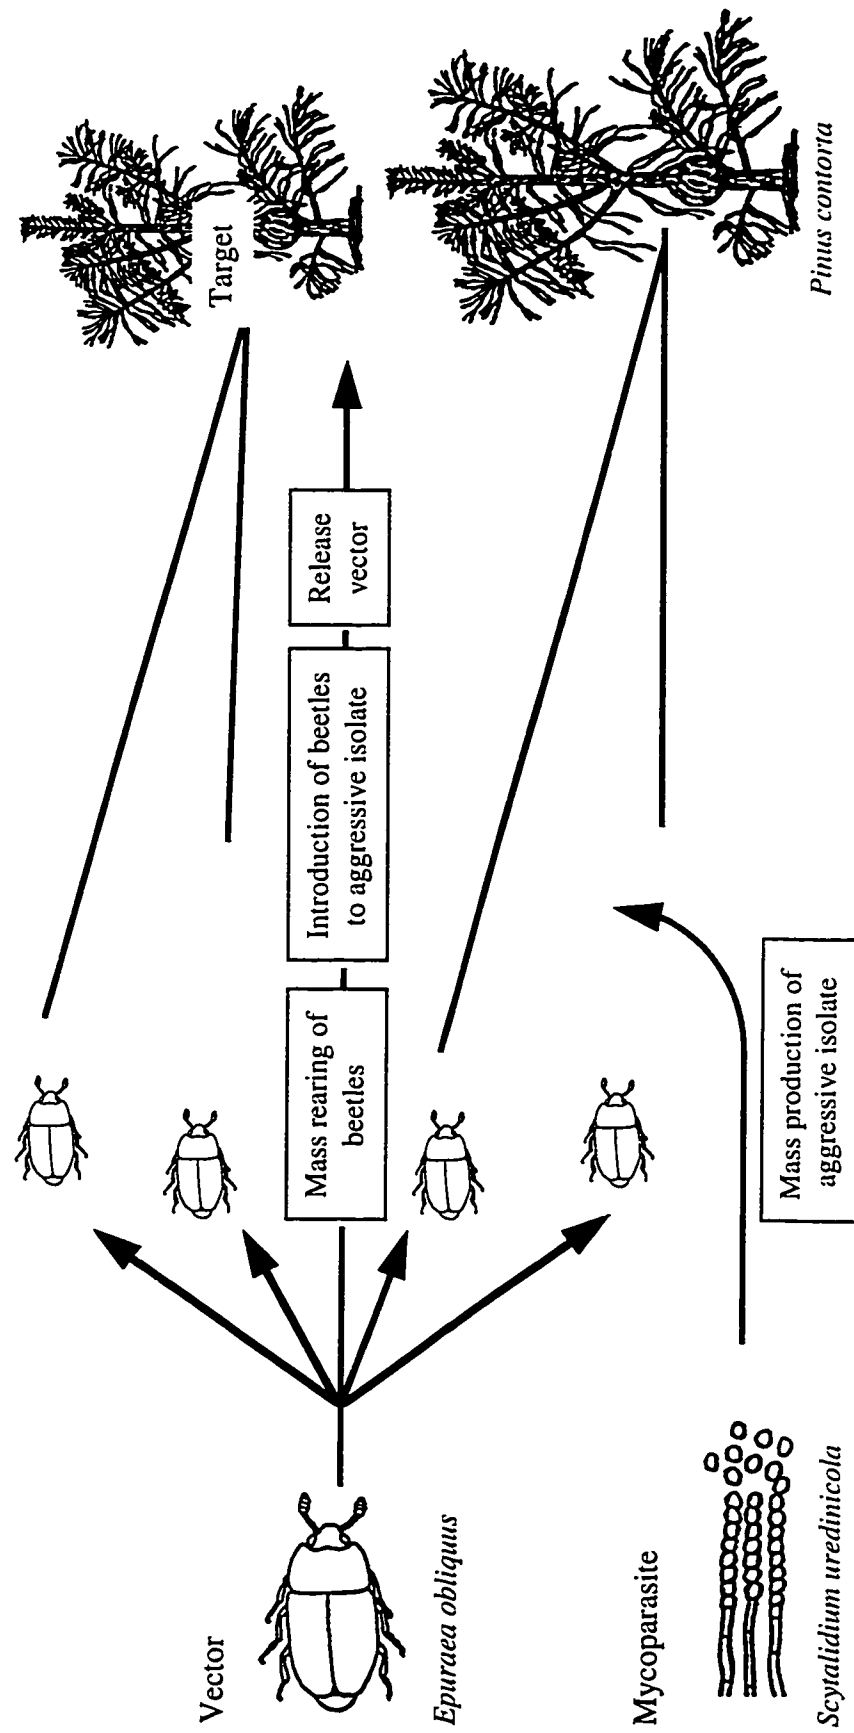 Vector
Epuraea obliquus
Mycoparasite
Scytalidium uredinicola
Mass rearing of
beetles
Introduction of beetles
to aggressive isolate
Release
vector
Mass production of
aggressive isolate
Target
Pinus contorta